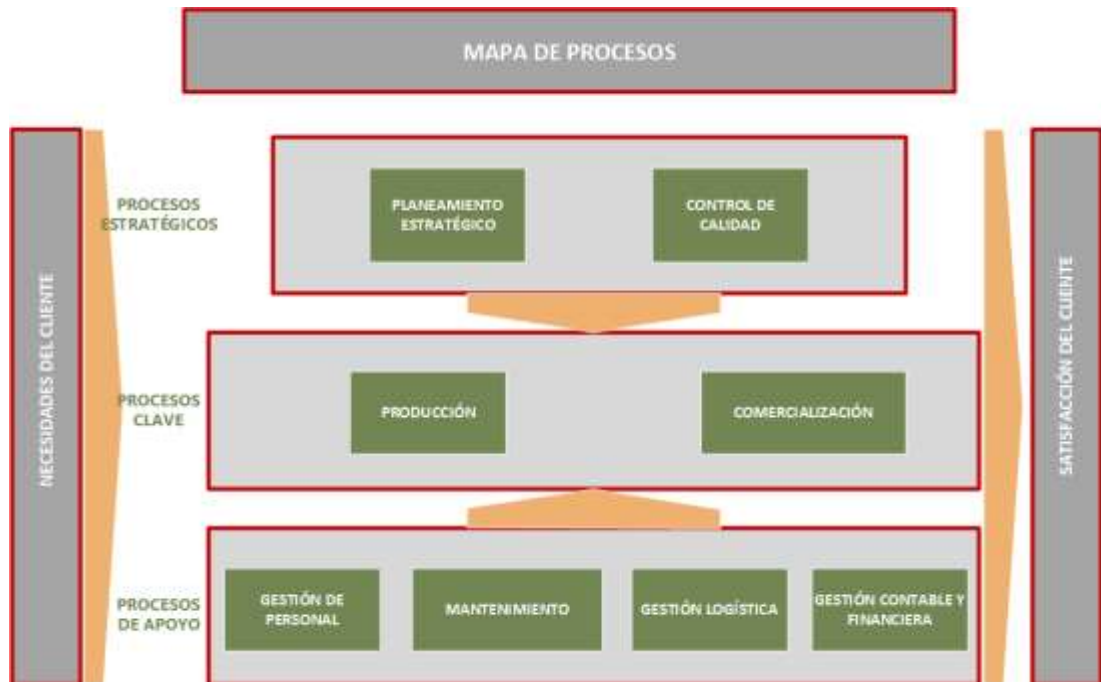 MAPA DE PROCESOS
NECESIDADES DEL CLIENTE
PROCESOS
ESTRATÉGICOS
PLANEAMIENTO
ESTRATÉGICO
CONTROL DE
CALIDAD
PROCESOS
CLAVE
PRODUCCIÓN
COMERCIALIZACIÓN
PROCESOS
DE APOYO
GESTIÓN DE
PERSONAL
MANTENIMIENTO
GESTIÓN LOGÍSTICA
GESTIÓN CONTABLE Y
FINANCIERA
SATISFACCIÓN DEL CLIENTE